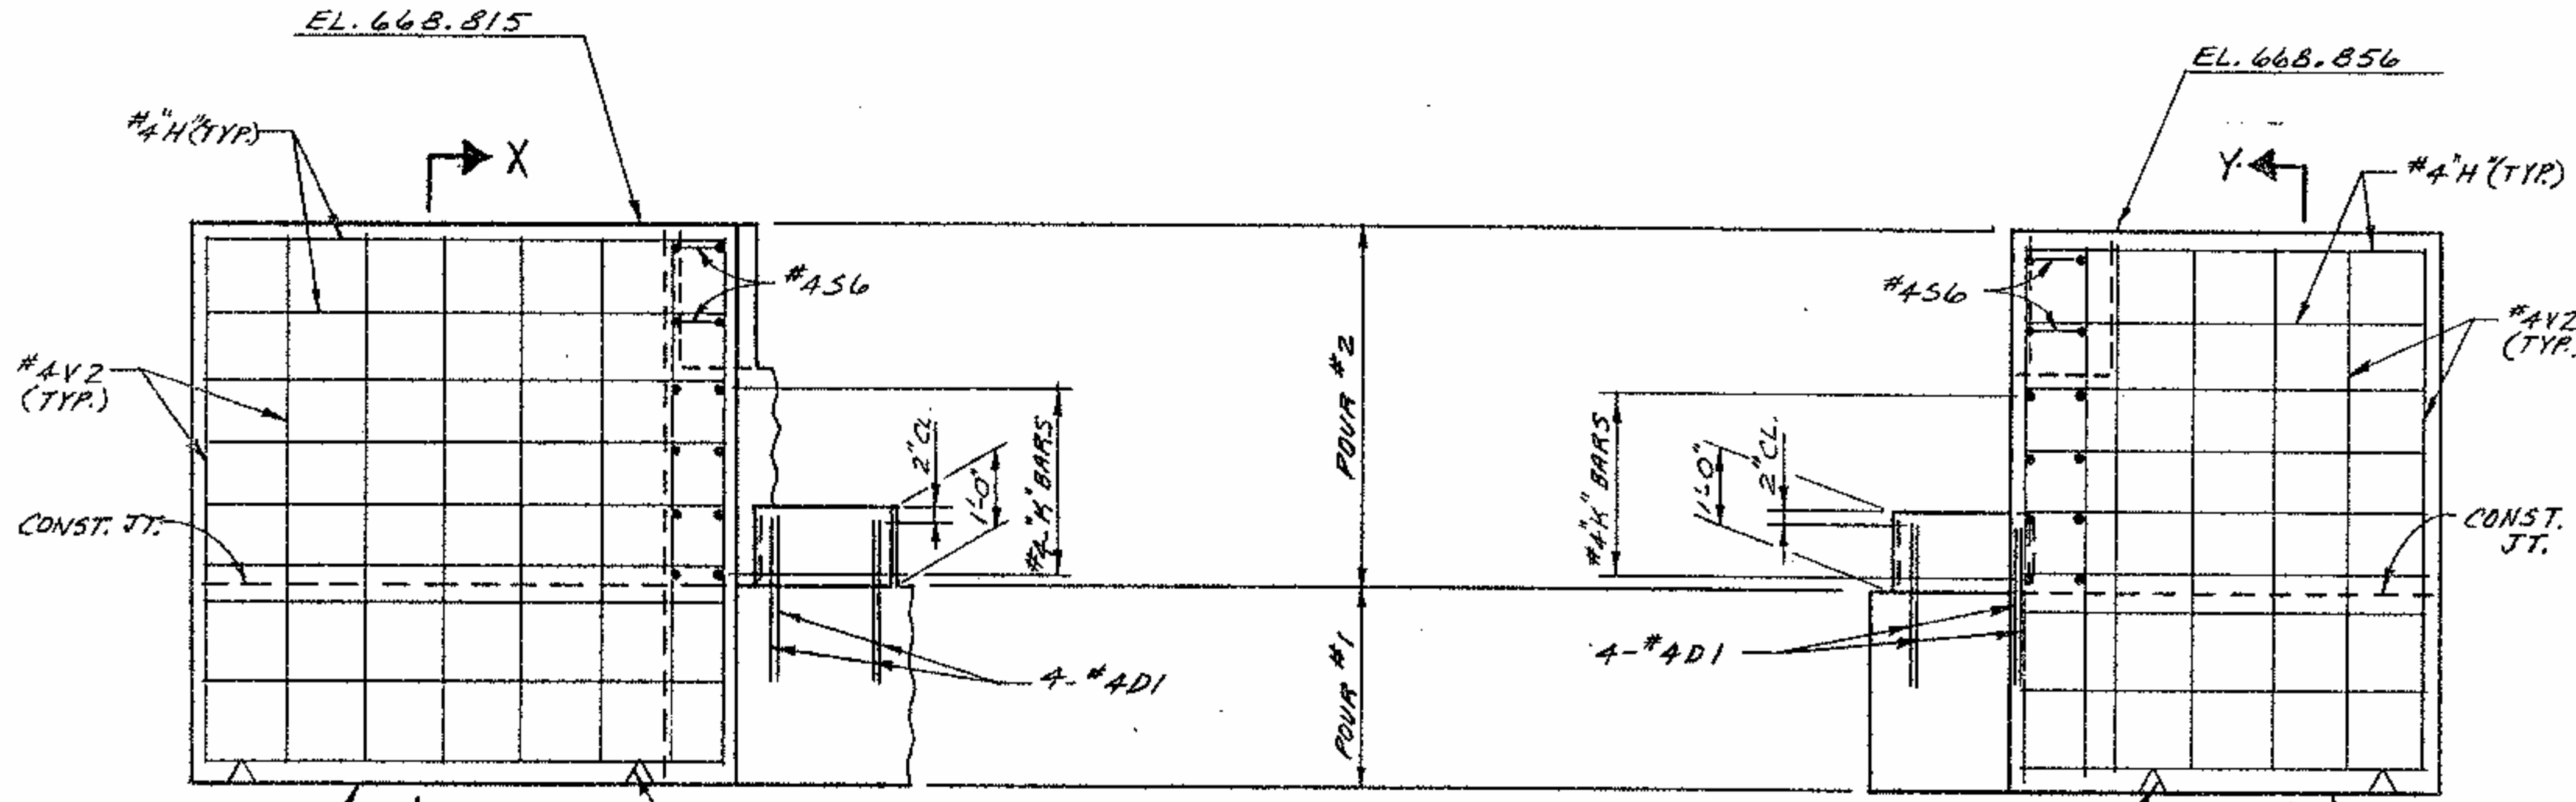 EL. 668.815
EL. 668.856
#4"H"(TYP.)
X
Y
#4"H"(TYP.)
#4S6
#4S6
#4V2
(TYP.)
#4V2
(TYP.
POUR #2
2"CL.
1'-0"
#4"K" BARS
#4"K" BARS
1'-0"
2"CL.
CONST. JT.
CONST.
JT.
4-#4D1
4-#4D1
POUR #1